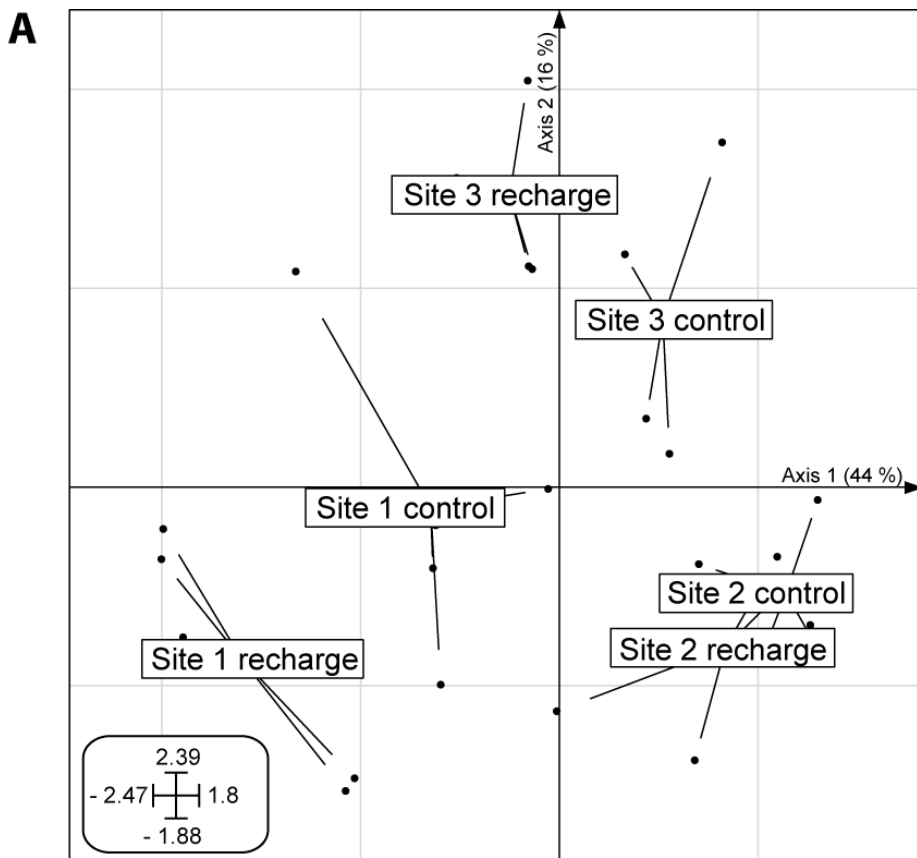 A
Axis 2 (16 %)
Site 3 recharge
Site 3 control
Axis 1 (44 %)
Site 1 control
Site 2 control
Site 2 recharge
Site 1 recharge
2.39
- 2.47
1.8
- 1.88